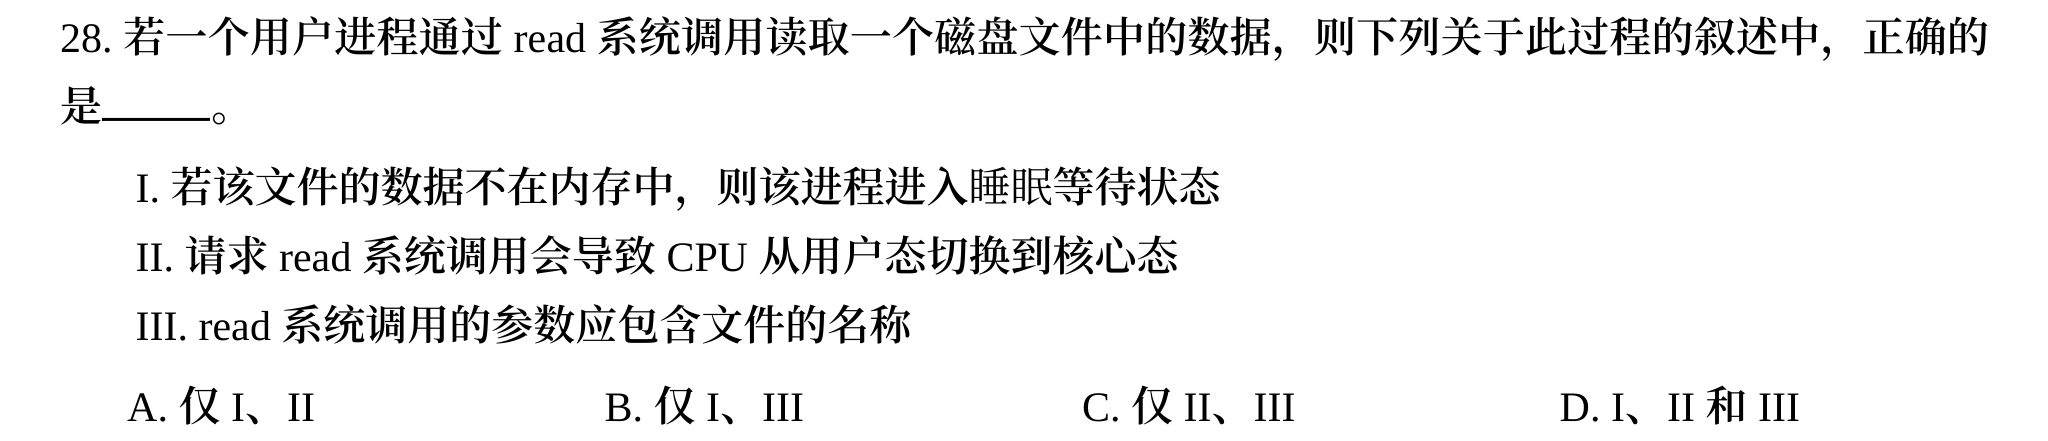 28. 若一个用户进程通过 read 系统调用读取一个磁盘文件中的数据，则下列关于此过程的叙述中，正确的
是_____。
I. 若该文件的数据不在内存中，则该进程进入睡眠等待状态
II. 请求 read 系统调用会导致 CPU 从用户态切换到核心态
III. read 系统调用的参数应包含文件的名称
A. 仅 I、II B. 仅 I、III C. 仅 II、III D. I、II 和 III